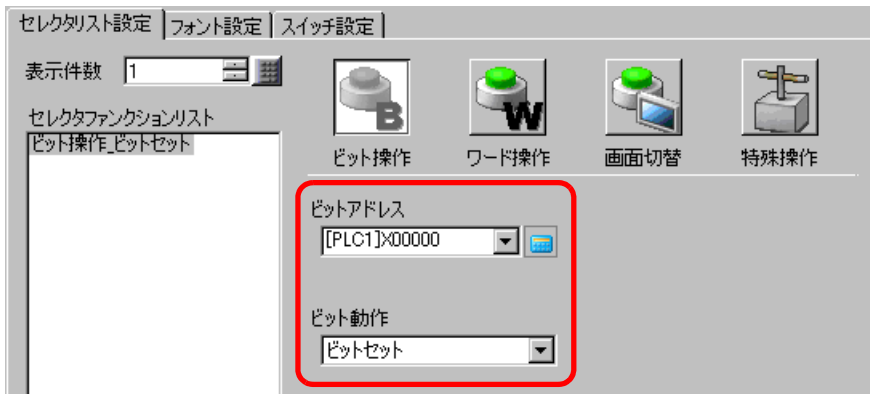 セレクタリスト設定 フォント設定 スイッチ設定
表示件数 1
セレクタファンクションリスト
ビット操作_ビットセット
B W
ビット操作 ワード操作 画面切替 特殊操作
ビットアドレス
[PLC1]X00000
ビット動作
ビットセット